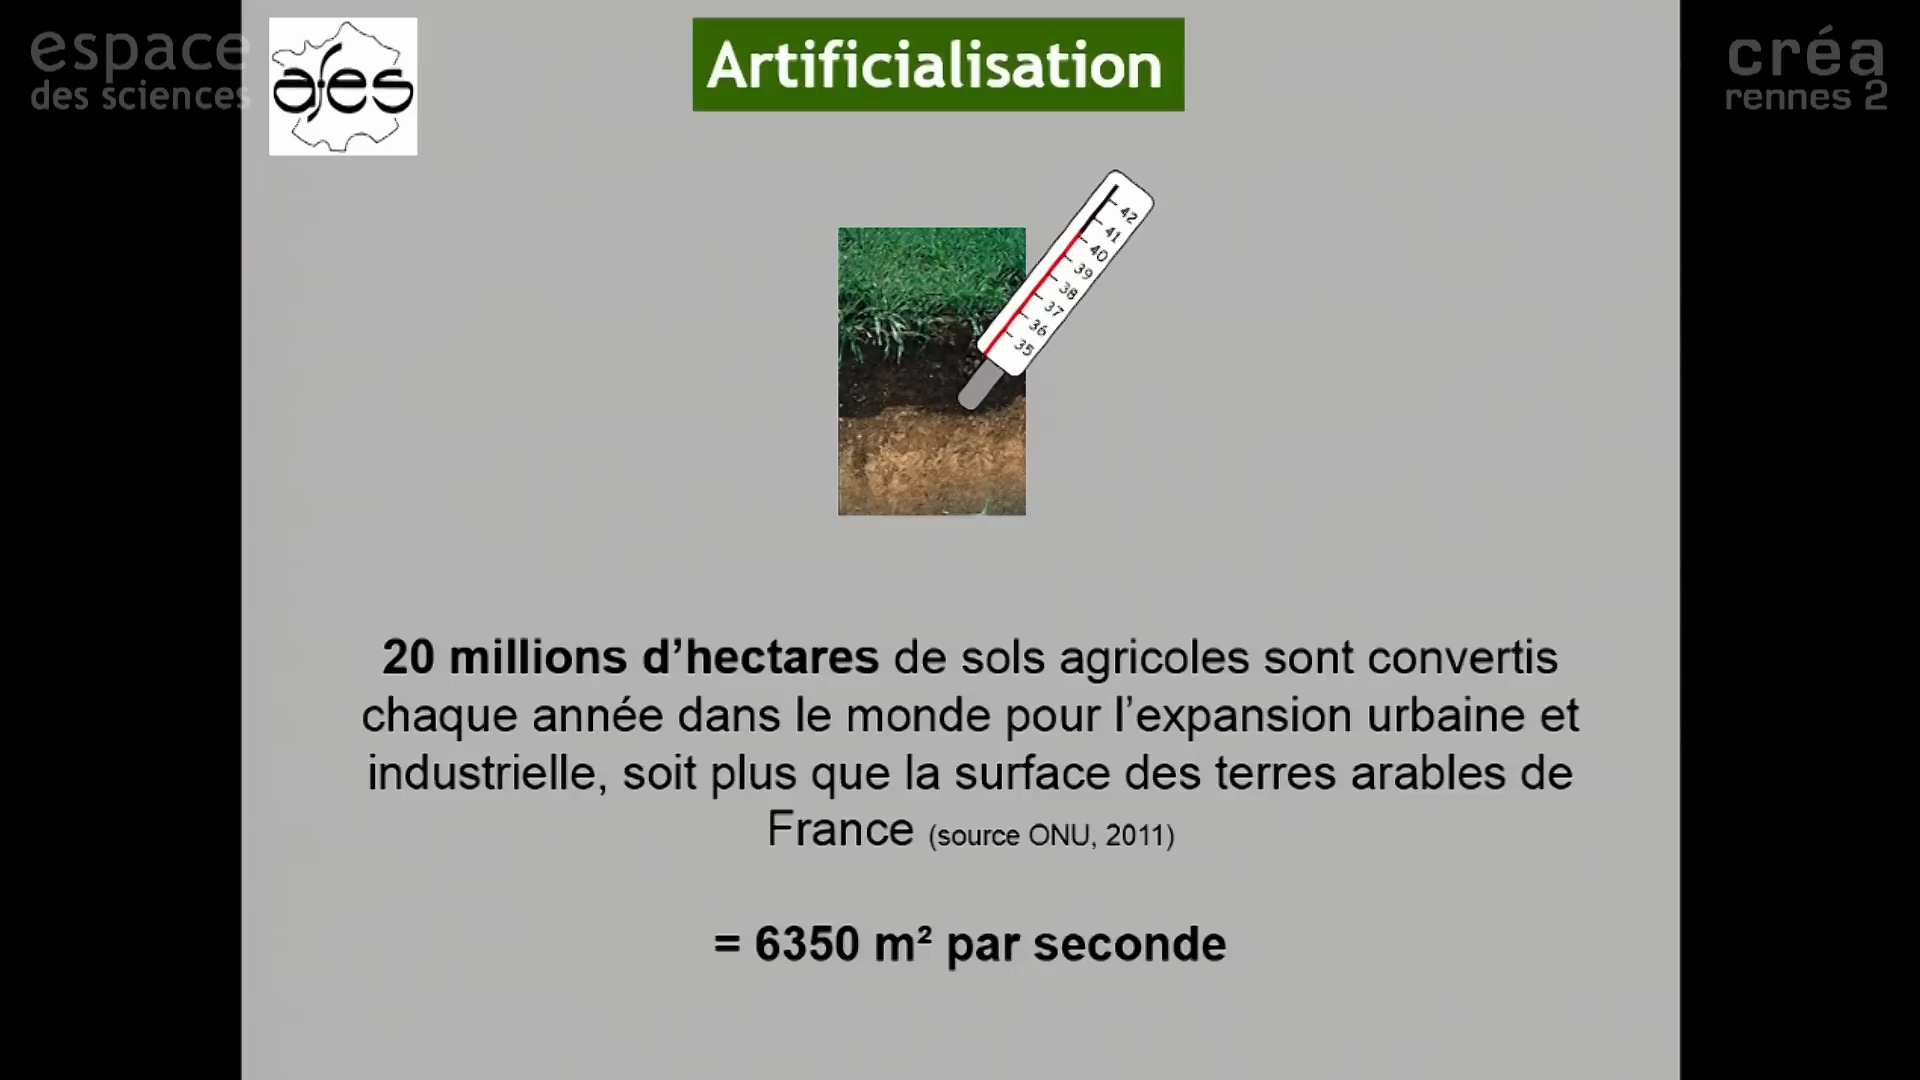 espace
des sciences
afes
Artificialisation
créa
rennes 2
42
41
40
39
38
37
36
35
20 millions d’hectares de sols agricoles sont convertis
chaque année dans le monde pour l’expansion urbaine et
industrielle, soit plus que la surface des terres arables de
France (source ONU, 2011)
= 6350 m² par seconde